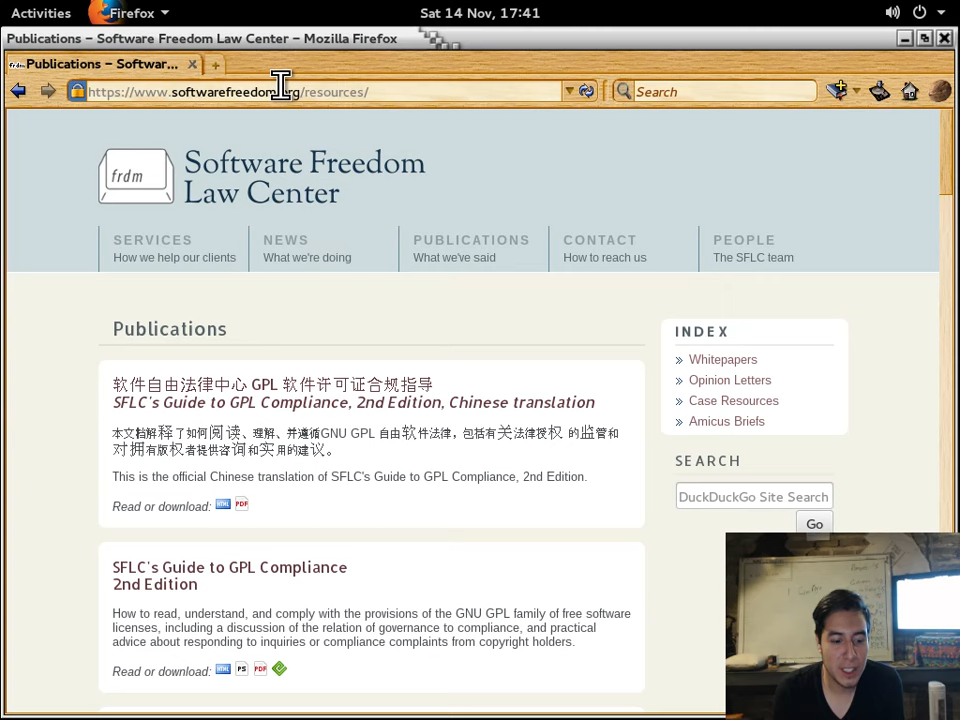 Activities Firefox Sat 14 Nov, 17:41
Publications – Software Freedom Law Center – Mozilla Firefox
frdm Publications – Softwar...
https://www.softwarefreedom.org/resources/ Search
frdm
Software Freedom
Law Center
SERVICES NEWS PUBLICATIONS CONTACT PEOPLE
How we help our clients What we're doing What we've said How to reach us The SFLC team
Publications
软件自由法律中心 GPL 软件许可证合规指导
SFLC's Guide to GPL Compliance, 2nd Edition, Chinese translation
本文档解释了如何阅读、理解、并遵循GNU GPL 自由软件法律，包括有关法律授权 的监管和
对拥有版权者提供咨询和实用的建议。
This is the official Chinese translation of SFLC's Guide to GPL Compliance, 2nd Edition.
Read or download: HTML PDF
SFLC's Guide to GPL Compliance
2nd Edition
How to read, understand, and comply with the provisions of the GNU GPL family of free software
licenses, including a discussion of the relation of governance to compliance, and practical
advice about responding to inquiries or compliance complaints from copyright holders.
Read or download: HTML PS PDF
INDEX
Whitepapers
Opinion Letters
Case Resources
Amicus Briefs
SEARCH
DuckDuckGo Site Search
Go